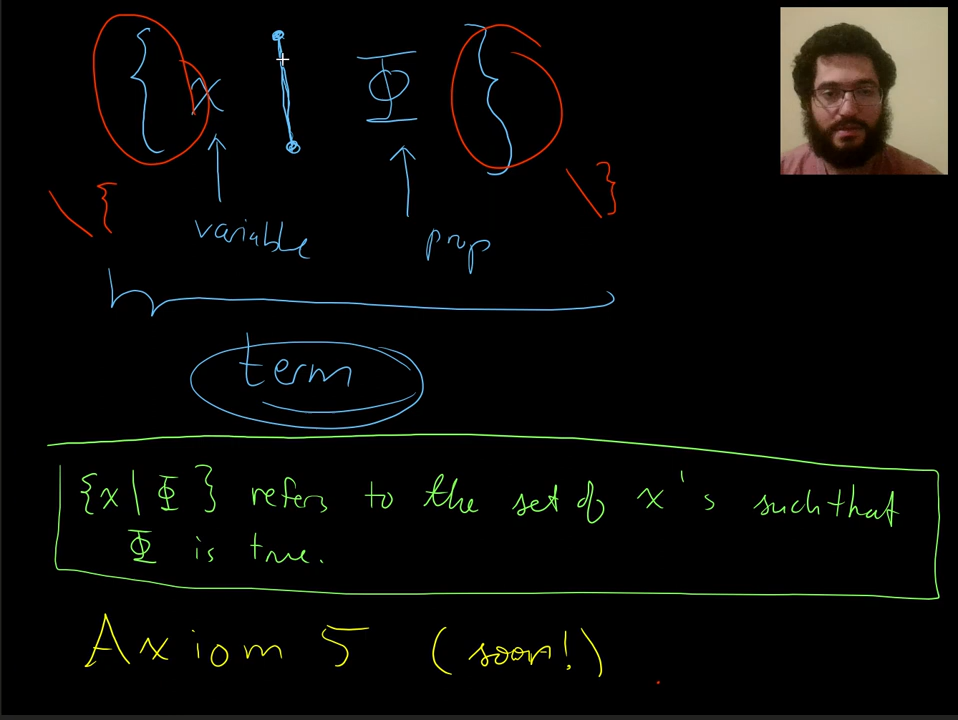 { x | Φ }
\{ \}
variable prop
term
{x | Φ } refers to the set of x's such that
Φ is true.
Axiom 5 (soon!)